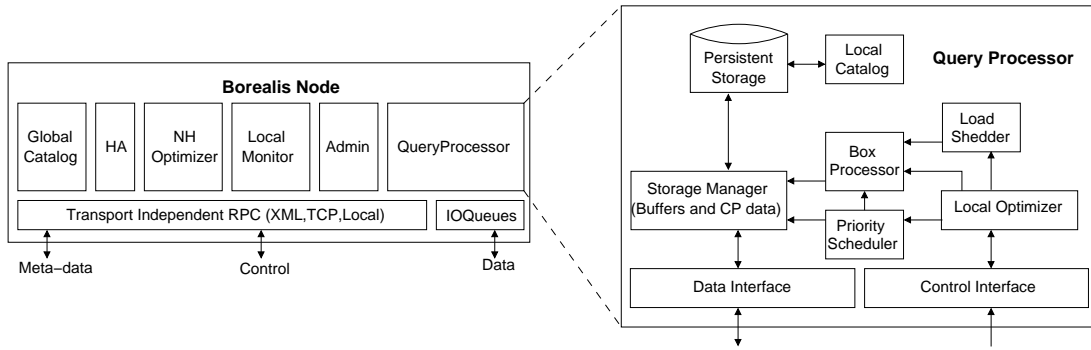 Borealis Node
Global
Catalog
HA
NH
Optimizer
Local
Monitor
Admin
QueryProcessor
Transport Independent RPC (XML,TCP,Local)
IOQueues
Meta−data
Control
Data
Query Processor
Persistent
Storage
Local
Catalog
Load
Shedder
Box
Processor
Storage Manager
(Buffers and CP data)
Priority
Scheduler
Local Optimizer
Data Interface
Control Interface